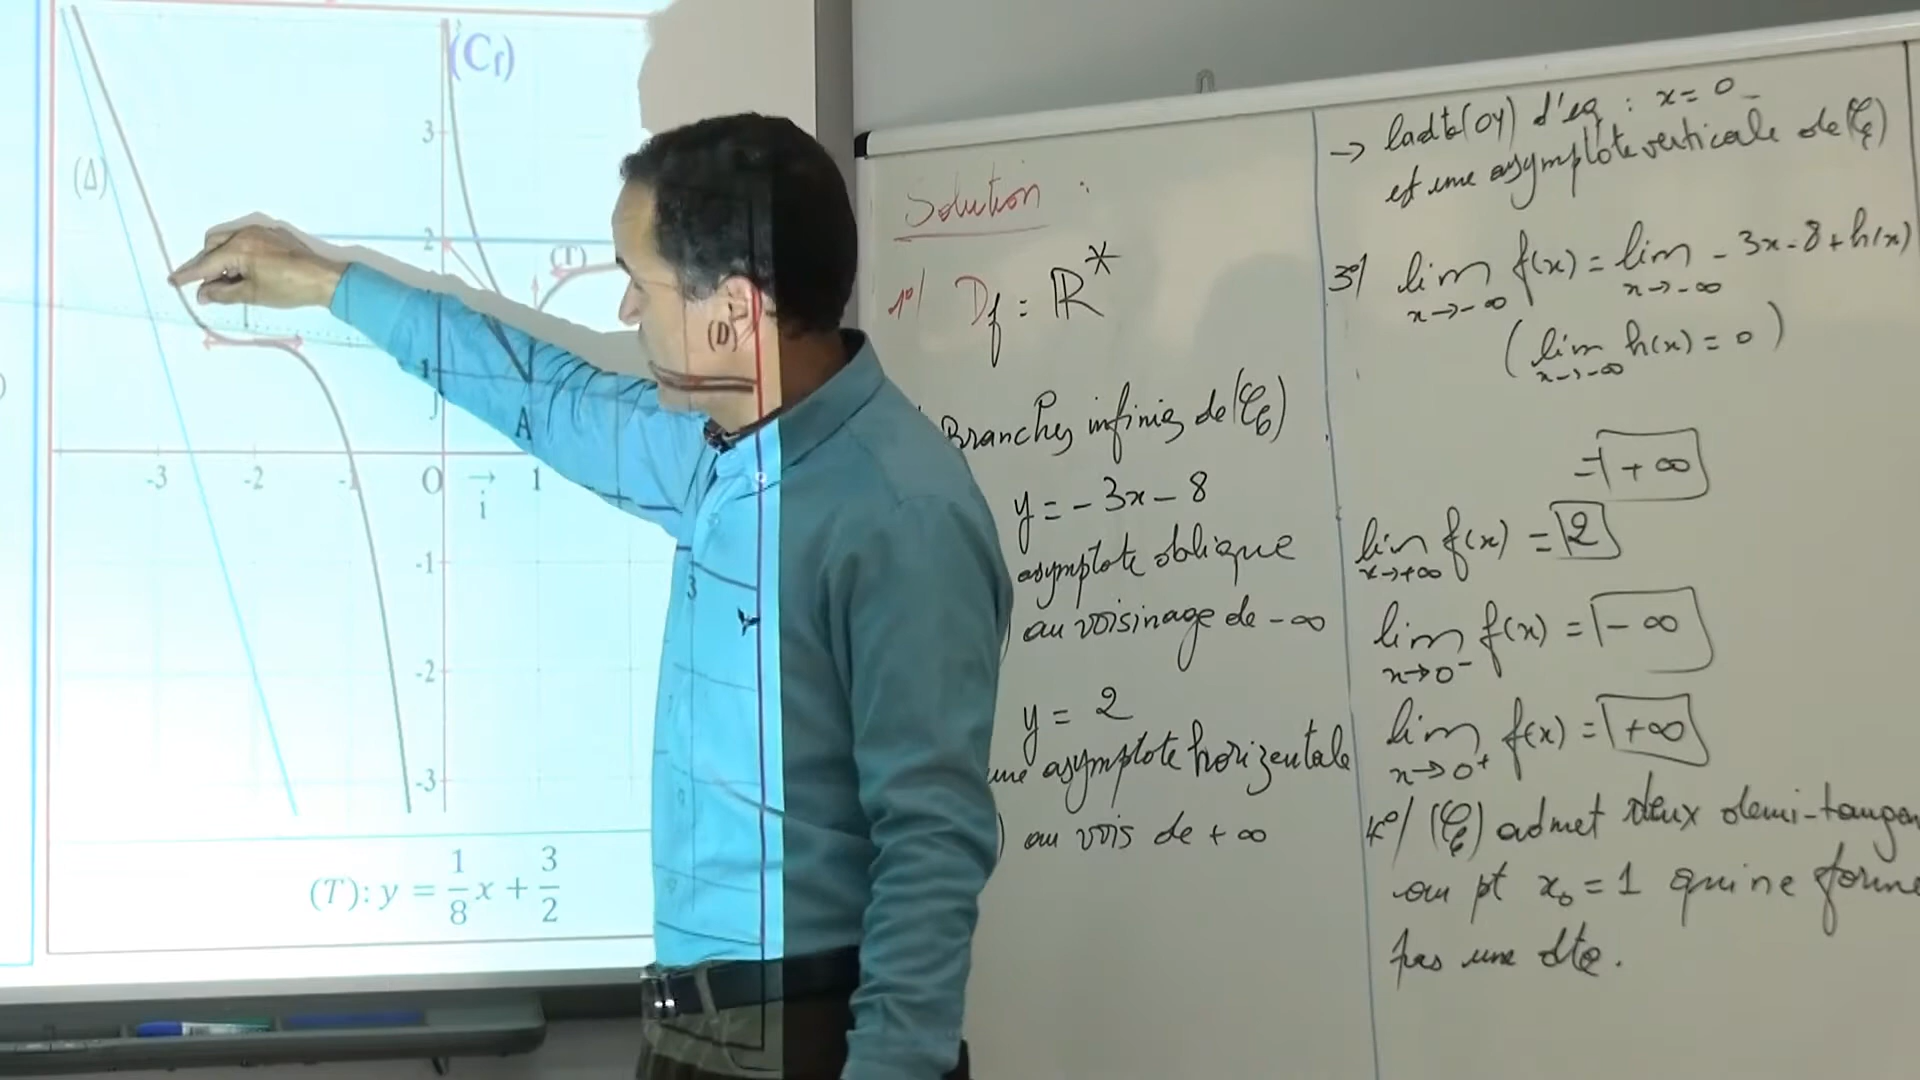 (C_f)
3
(Δ)
2
(T)
(D)
1
j
A
-3 -2 -1 O i 1 3
-1
-2
-3
(T): y = 1/8 x + 3/2
Solution :
1°/ D_f = ℝ*
Branches infinies de (C_f)
y = -3x - 8
asymptote oblique
au voisinage de -∞
y = 2
une asymptote horizontale
) au vois de +∞
→ la dte (OY) d'eq : x = 0
est une asymptote verticale de (C_f)
3°/ lim f(x) = lim -3x - 8 + h(x)
x→-∞ x→-∞
( lim h(x) = 0 )
x→-∞
= +∞
lim f(x) = 2
x→+∞
lim f(x) = -∞
x→0⁻
lim f(x) = +∞
x→0⁺
4°/ (C_f) admet deux demi-tangen
au pt x₀ = 1 qui ne forme
pas une dte.